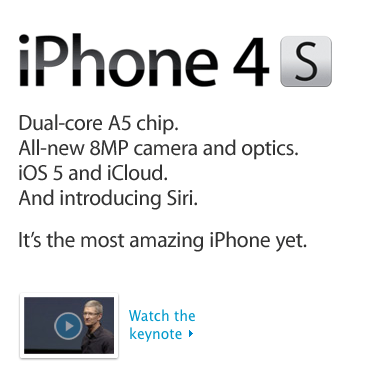 iPhone 4 S
Dual-core A5 chip.
All-new 8MP camera and optics.
iOS 5 and iCloud.
And introducing Siri.
It's the most amazing iPhone yet.
Watch the
keynote